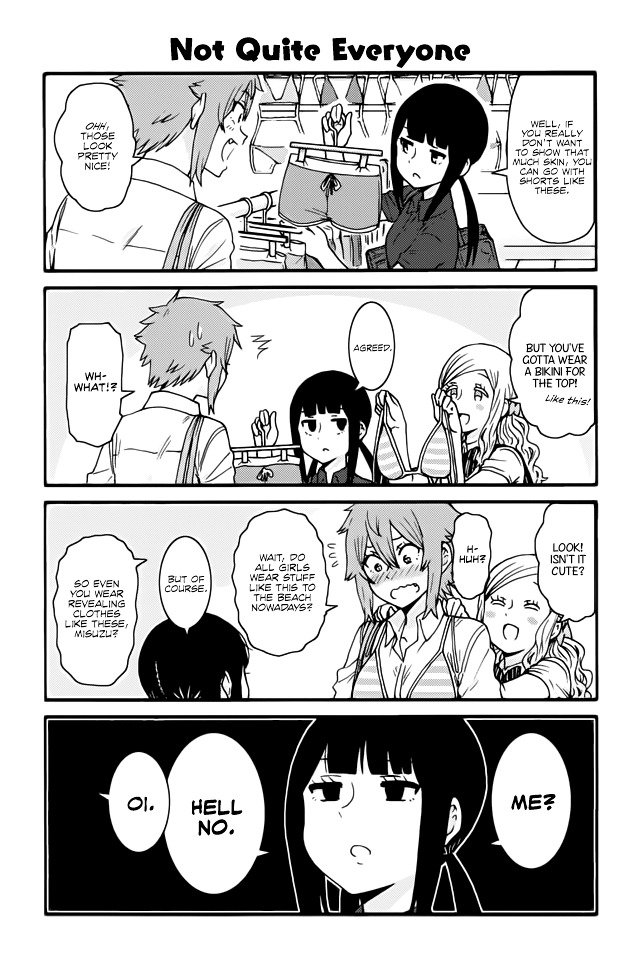 Not Quite Everyone
WELL, IF
YOU REALLY
DON'T WANT
TO SHOW THAT
MUCH SKIN, YOU
CAN GO WITH
SHORTS LIKE
THESE.
OHH,
THOSE
LOOK
PRETTY
NICE!
BUT YOU'VE
GOTTA WEAR
A BIKINI FOR
THE TOP!
Like this!
AGREED.
WH-
WHAT!?
LOOK!
ISN'T IT
CUTE?
H-
HUH?
WAIT, DO
ALL GIRLS
WEAR STUFF
LIKE THIS TO
THE BEACH
NOWADAYS?
BUT OF
COURSE.
SO EVEN
YOU WEAR
REVEALING
CLOTHES
LIKE THESE,
MISUZU?
ME?
HELL
NO.
OI.